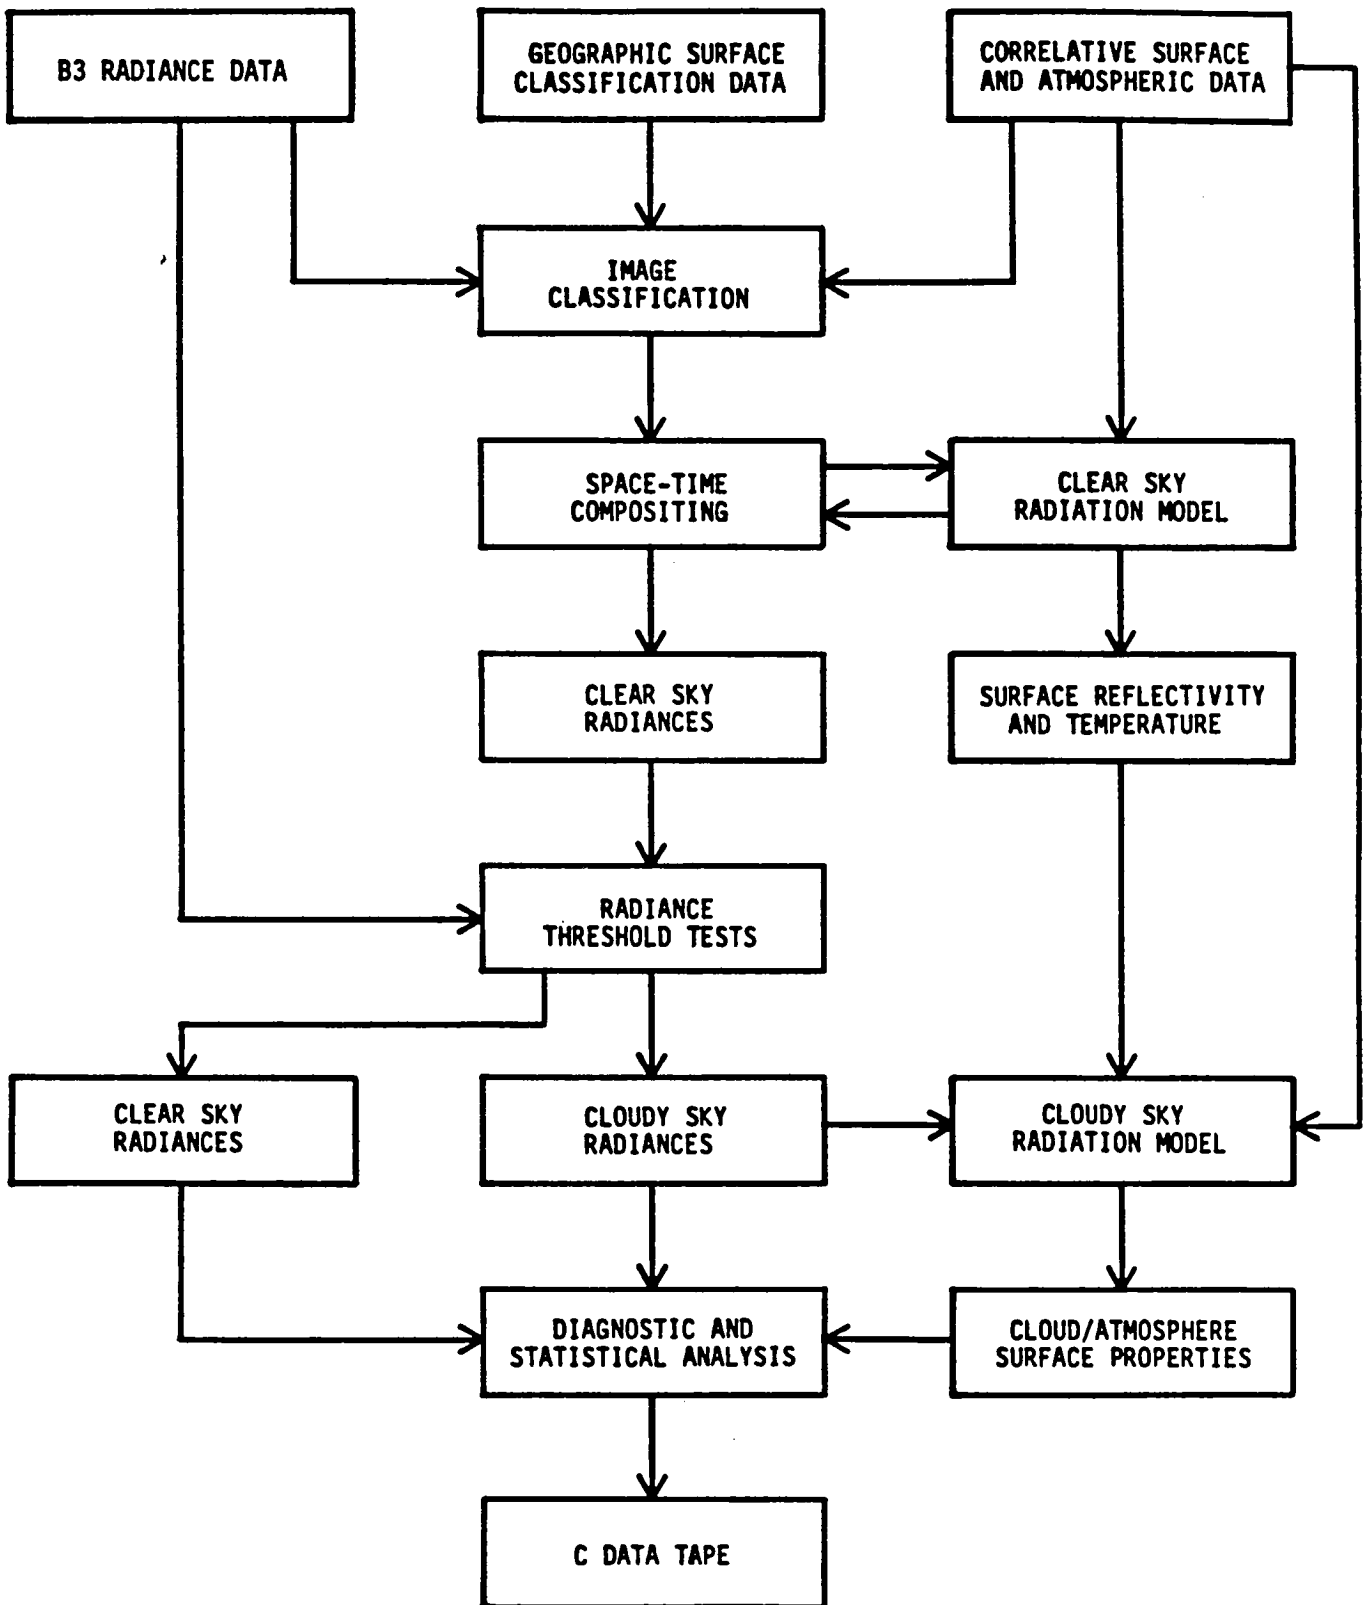 B3 RADIANCE DATA
GEOGRAPHIC SURFACE
CLASSIFICATION DATA
CORRELATIVE SURFACE
AND ATMOSPHERIC DATA
IMAGE
CLASSIFICATION
SPACE-TIME
COMPOSITING
CLEAR SKY
RADIATION MODEL
CLEAR SKY
RADIANCES
SURFACE REFLECTIVITY
AND TEMPERATURE
RADIANCE
THRESHOLD TESTS
CLEAR SKY
RADIANCES
CLOUDY SKY
RADIANCES
CLOUDY SKY
RADIATION MODEL
DIAGNOSTIC AND
STATISTICAL ANALYSIS
CLOUD/ATMOSPHERE
SURFACE PROPERTIES
C DATA TAPE